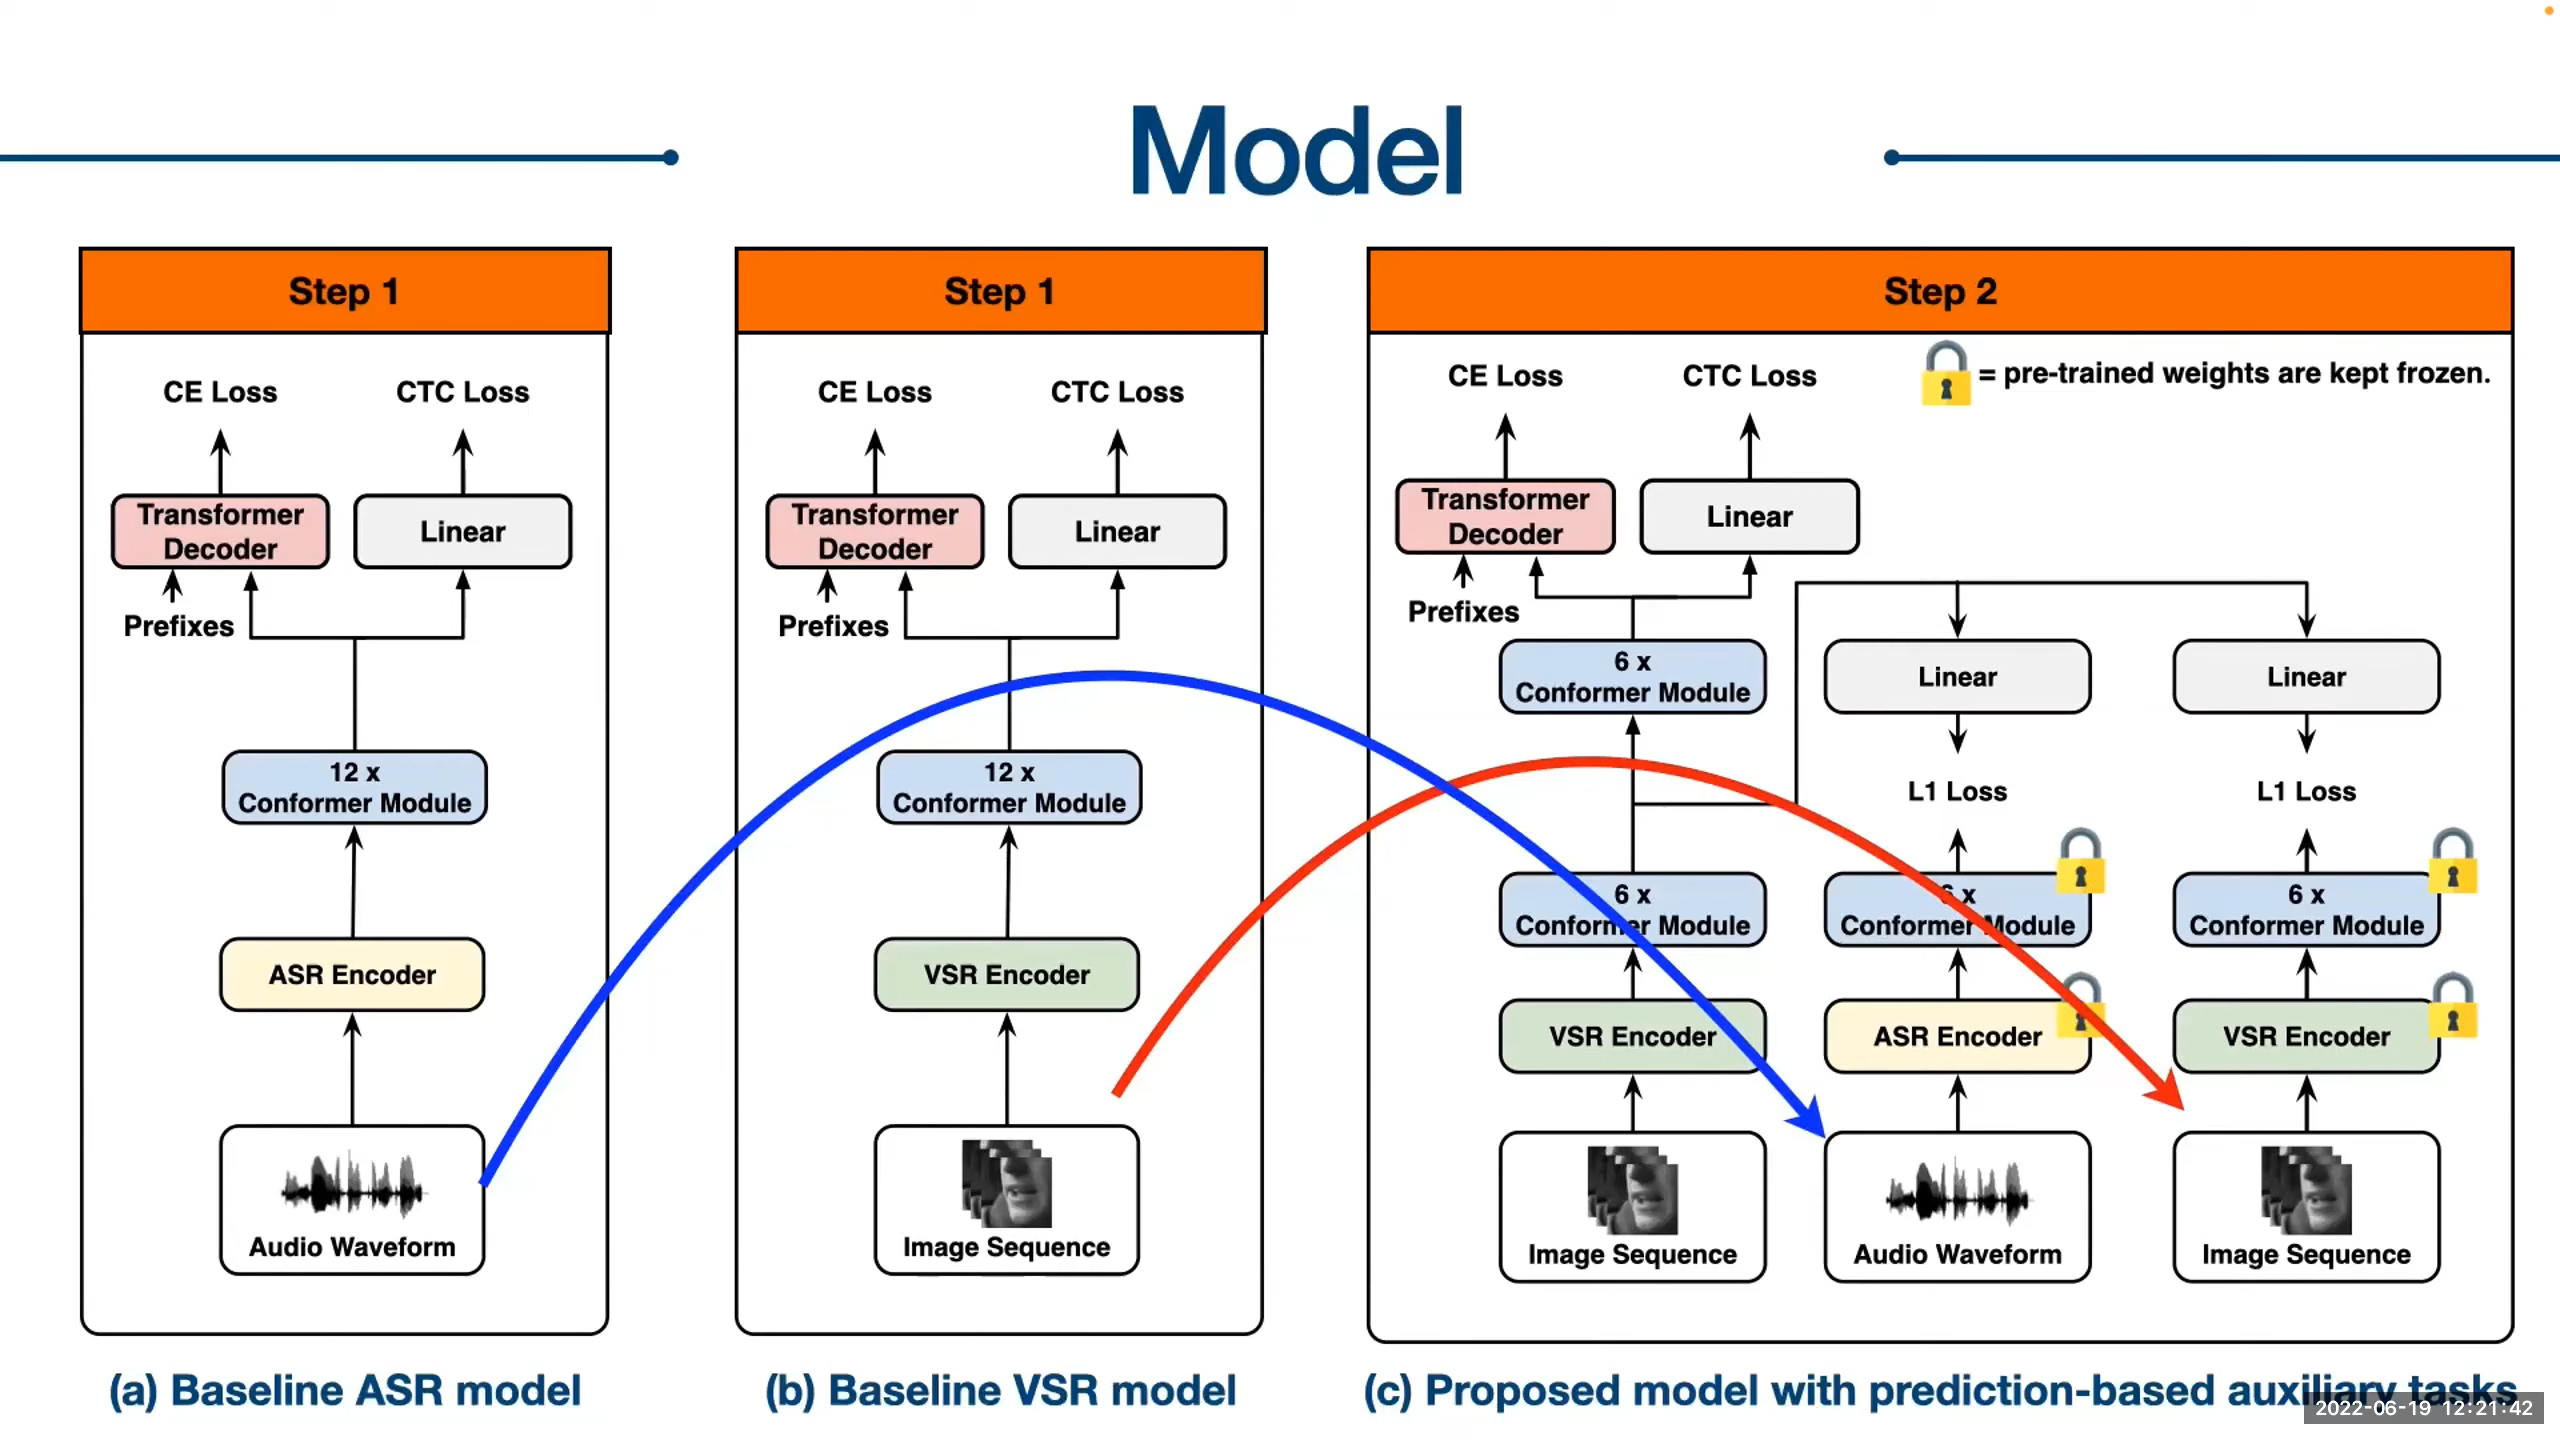 Model
Step 1
CE Loss
CTC Loss
Transformer
Decoder
Linear
Prefixes
12 x
Conformer Module
ASR Encoder
Audio Waveform
(a) Baseline ASR model
Step 1
CE Loss
CTC Loss
Transformer
Decoder
Linear
Prefixes
12 x
Conformer Module
VSR Encoder
Image Sequence
(b) Baseline VSR model
Step 2
CE Loss
CTC Loss
= pre-trained weights are kept frozen.
Transformer
Decoder
Linear
Prefixes
6 x
Conformer Module
Linear
Linear
L1 Loss
L1 Loss
6 x
Conformer Module
6 x
Conformer Module
6 x
Conformer Module
VSR Encoder
ASR Encoder
VSR Encoder
Image Sequence
Audio Waveform
Image Sequence
(c) Proposed model with prediction-based auxiliary tasks
2022-06-19 12:21:42